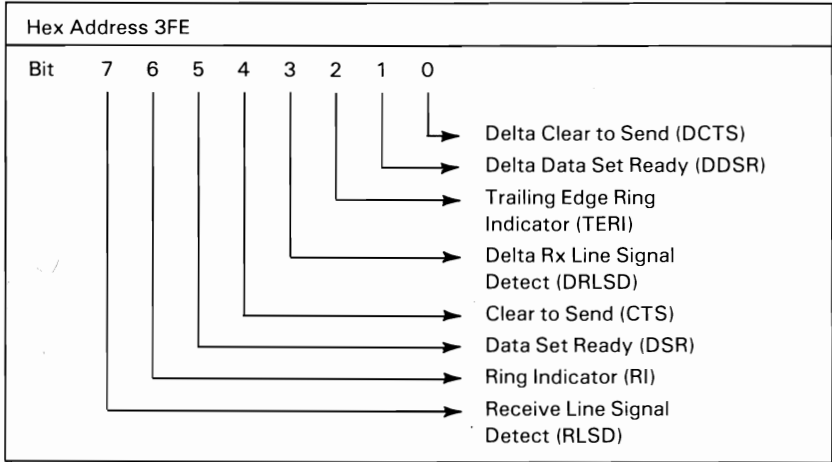 Hex Address 3FE
Bit 7 6 5 4 3 2 1 0
Delta Clear to Send (DCTS)
Delta Data Set Ready (DDSR)
Trailing Edge Ring
Indicator (TERI)
Delta Rx Line Signal
Detect (DRLSD)
Clear to Send (CTS)
Data Set Ready (DSR)
Ring Indicator (RI)
Receive Line Signal
Detect (RLSD)